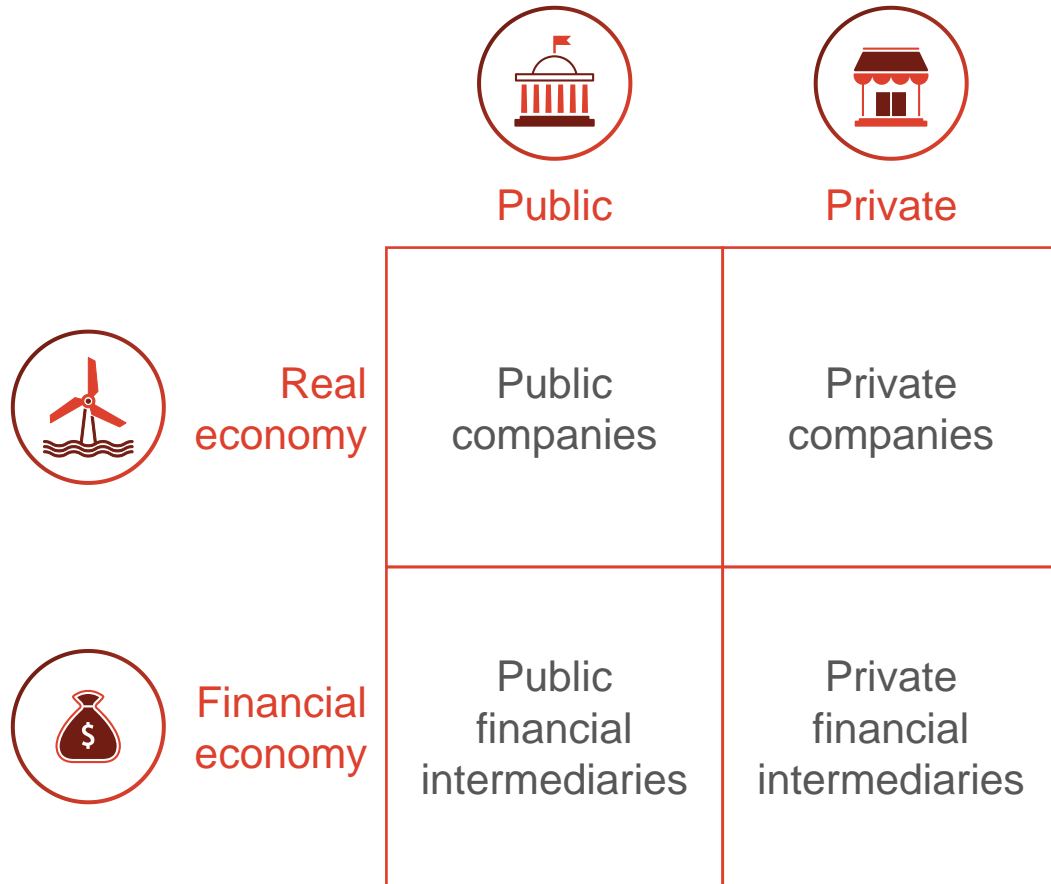 Public
Private
Real
economy
Public
companies
Private
companies
$
Financial
economy
Public
financial
intermediaries
Private
financial
intermediaries